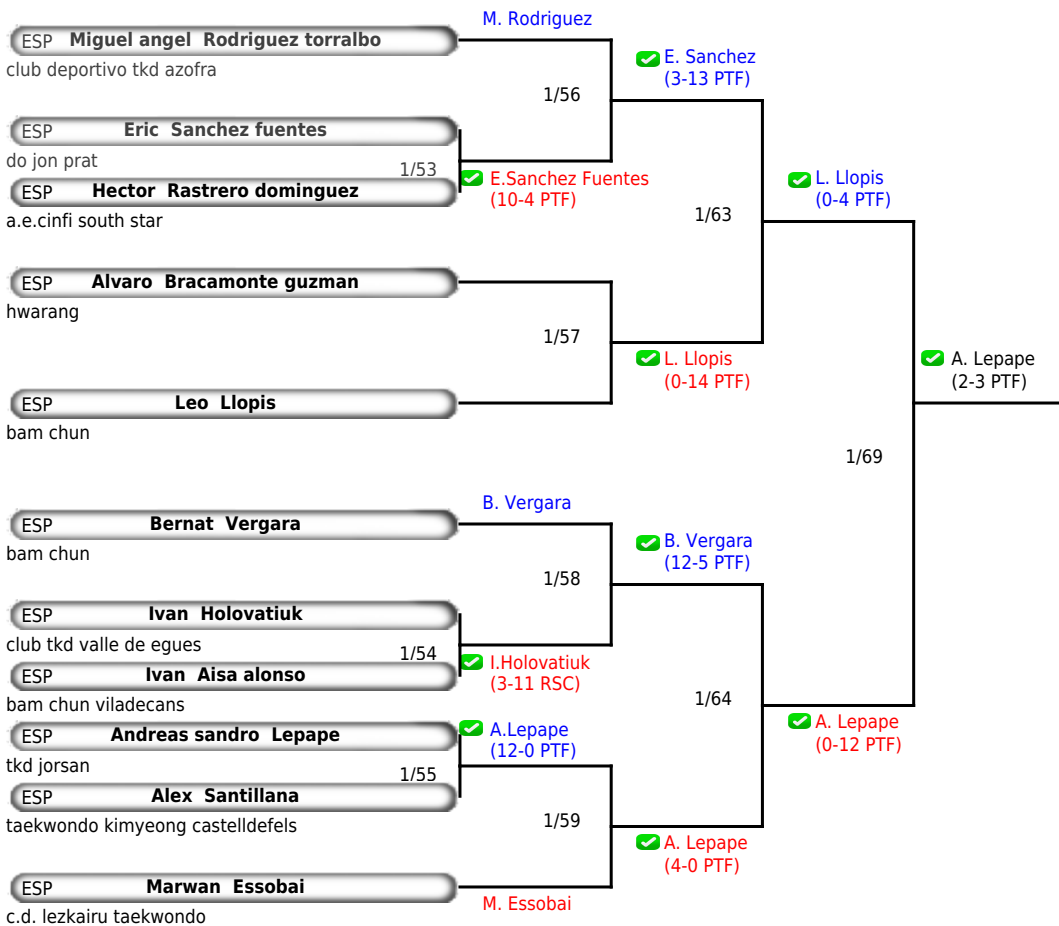 M. Rodriguez
ESP Miguel angel Rodriguez torralbo
club deportivo tkd azofra
E. Sanchez
(3-13 PTF)
1/56
ESP Eric Sanchez fuentes
do jon prat
1/53
E.Sanchez Fuentes
(10-4 PTF)
ESP Hector Rastrero dominguez
a.e.cinfi south star
L. Llopis
(0-4 PTF)
1/63
ESP Alvaro Bracamonte guzman
hwarang
1/57
L. Llopis
(0-14 PTF)
ESP Leo Llopis
bam chun
A. Lepape
(2-3 PTF)
1/69
B. Vergara
ESP Bernat Vergara
bam chun
B. Vergara
(12-5 PTF)
1/58
ESP Ivan Holovatiuk
club tkd valle de egues
1/54
I.Holovatiuk
(3-11 RSC)
ESP Ivan Aisa alonso
bam chun viladecans
1/64
A. Lepape
(0-12 PTF)
ESP Andreas sandro Lepape
tkd jorsan
A.Lepape
(12-0 PTF)
1/55
ESP Alex Santillana
taekwondo kimyeong castelldefels
1/59
A. Lepape
(4-0 PTF)
ESP Marwan Essobai
c.d. lezkairu taekwondo
M. Essobai